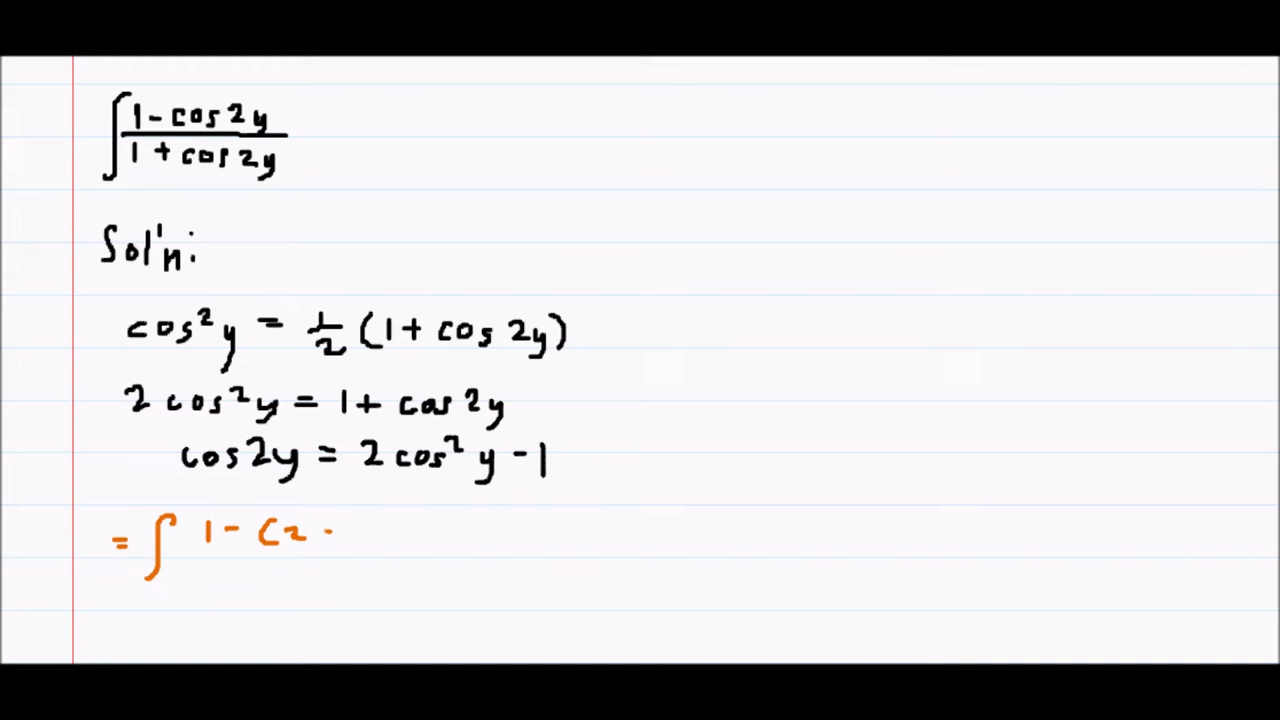 ∫ (1 - cos 2y) / (1 + cos 2y)
Sol'n:
cos² y = 1/2 (1 + cos 2y)
2 cos² y = 1 + cos 2y
cos 2y = 2 cos² y - 1
= ∫ 1 - (2